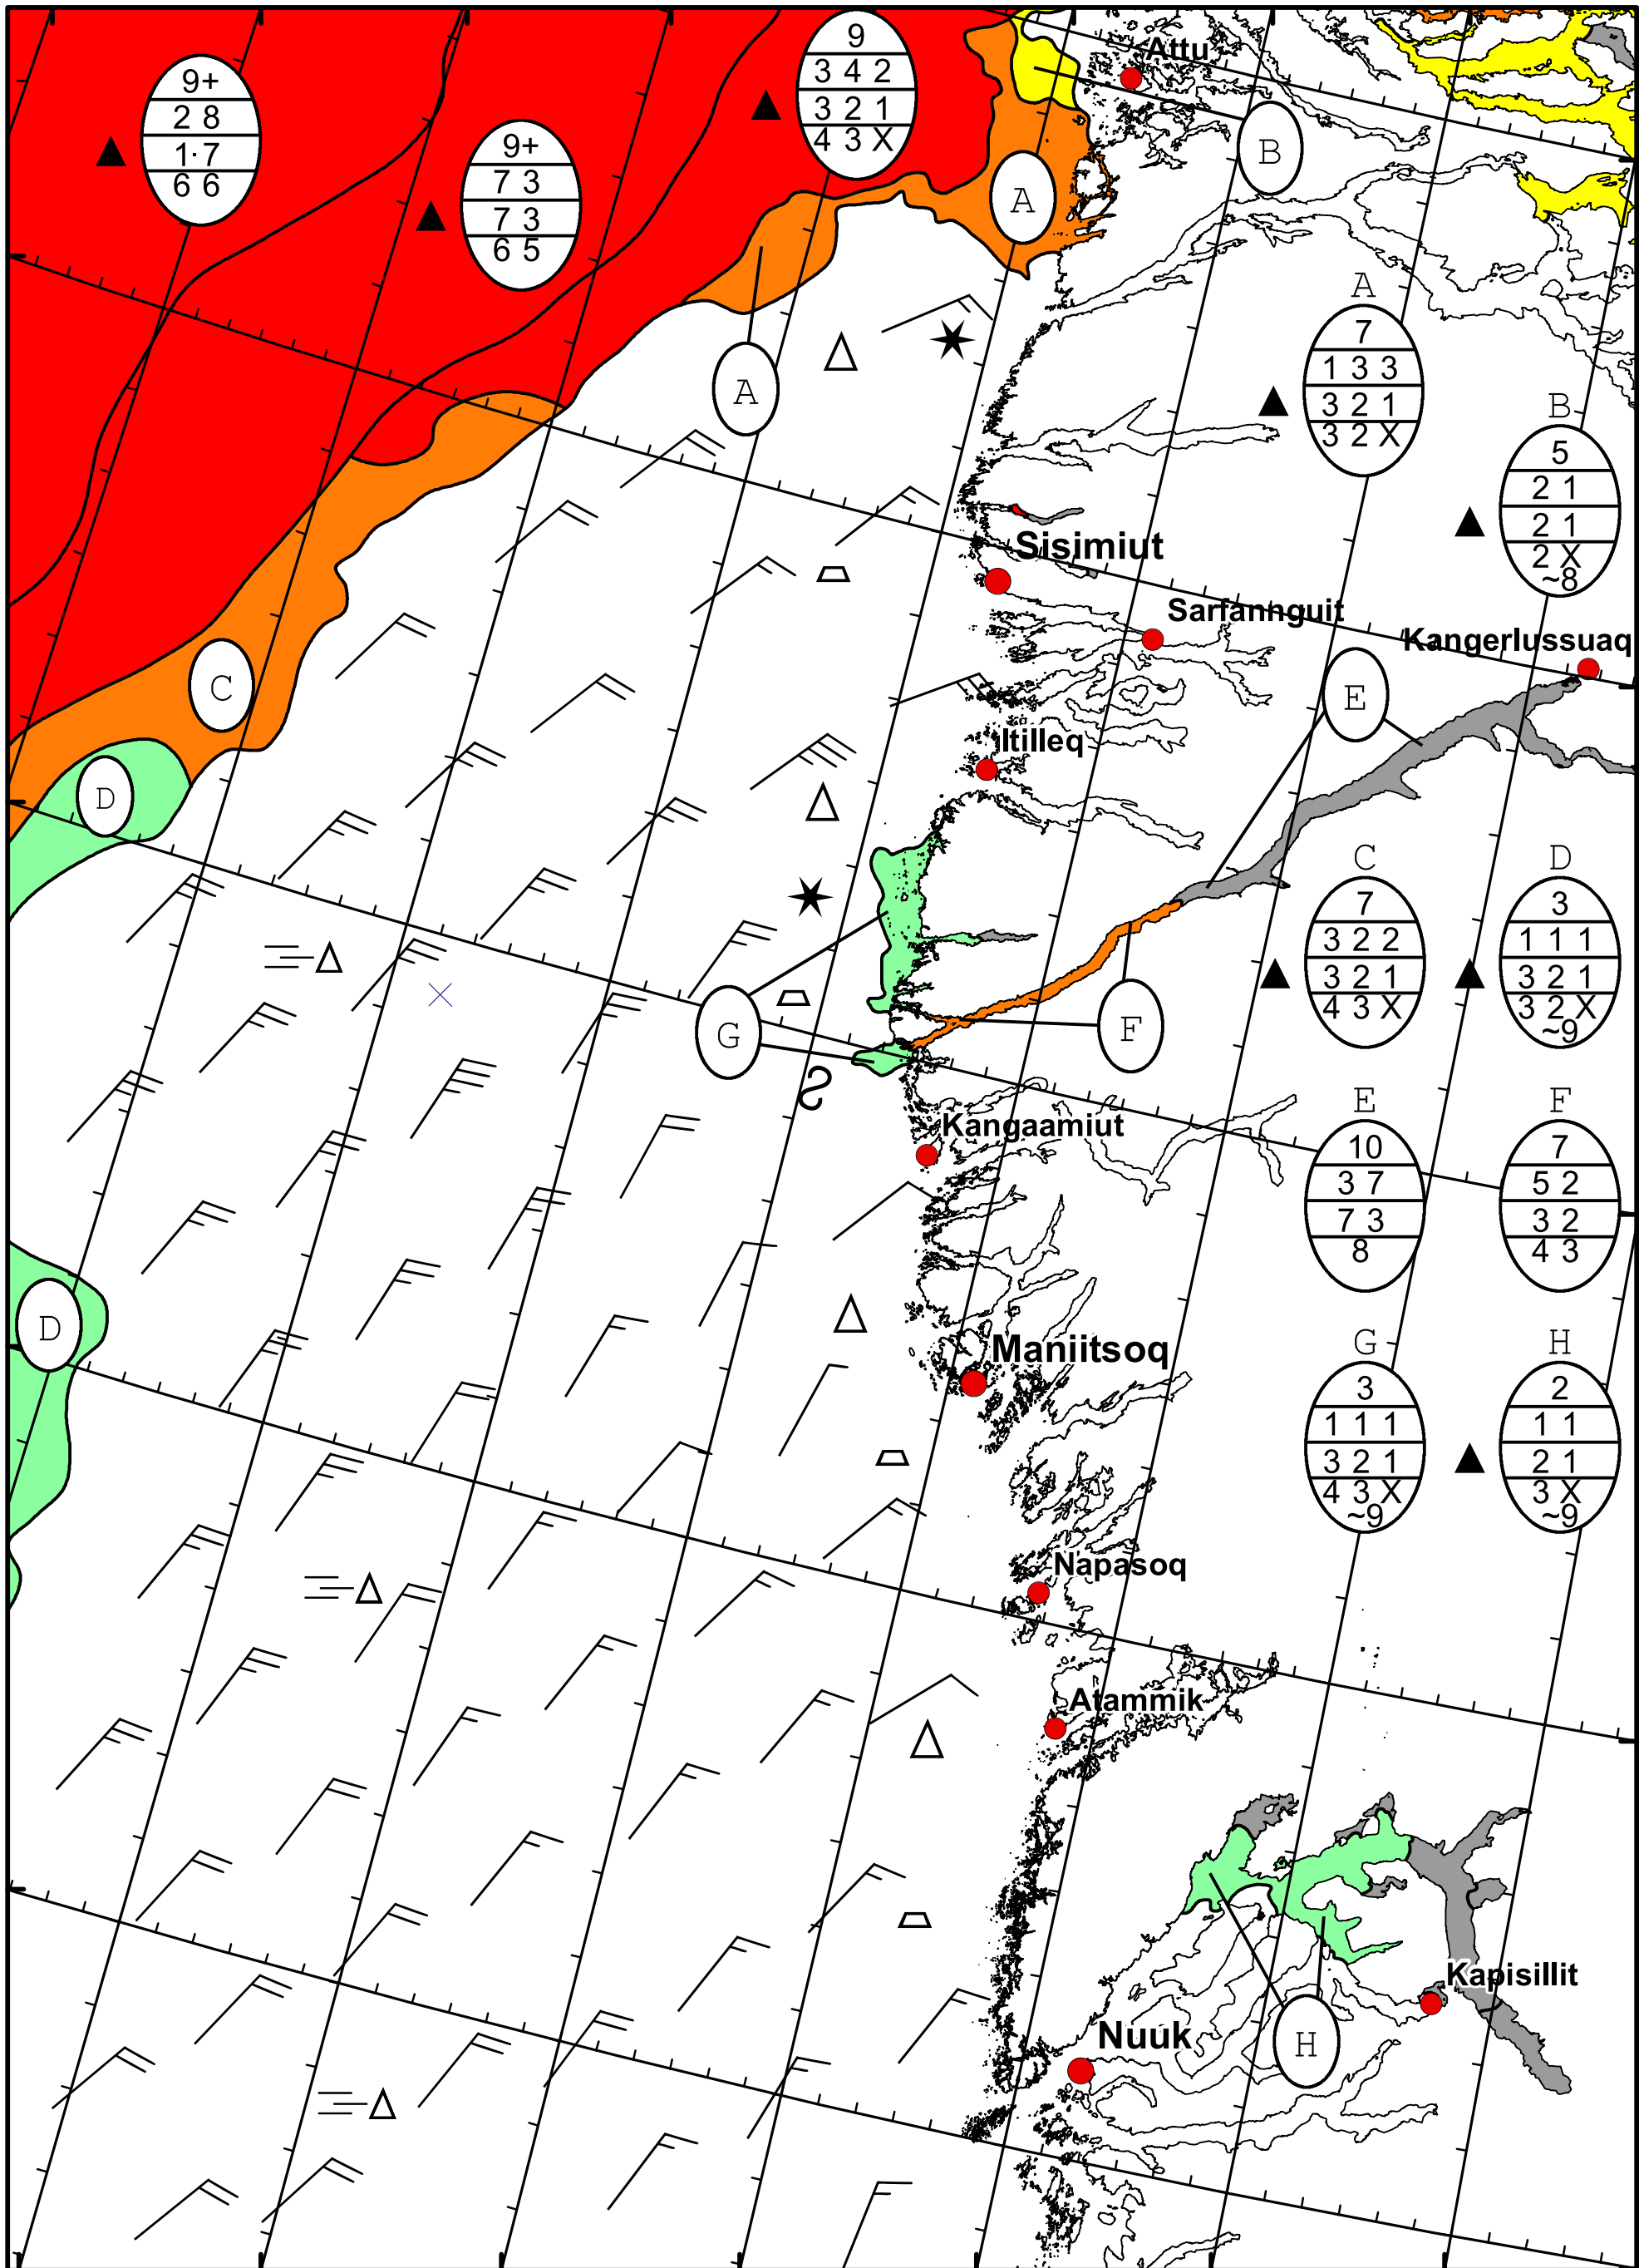 9+
2 8
1·7
6 6
9+
7 3
7 3
6 5
9
3 4 2
3 2 1
4 3 X
Attu
B
A
A
A
7
1 3 3
3 2 1
3 2 X
B
5
2 1
2 1
2 X
~8
Sisimiut
Sarfannguit
Kangerlussuaq
C
E
Itilleq
D
C
7
3 2 2
3 2 1
4 3 X
D
3
1 1 1
3 2 1
3 2 X
~9
G
F
Kangaamiut
E
10
3 7
7 3
8
F
7
5 2
3 2
4 3
D
Maniitsoq
G
3
1 1 1
3 2 1
4 3 X
~9
H
2
1 1
2 1
3 X
~9
Napasoq
Atammik
Kapisillit
Nuuk
H